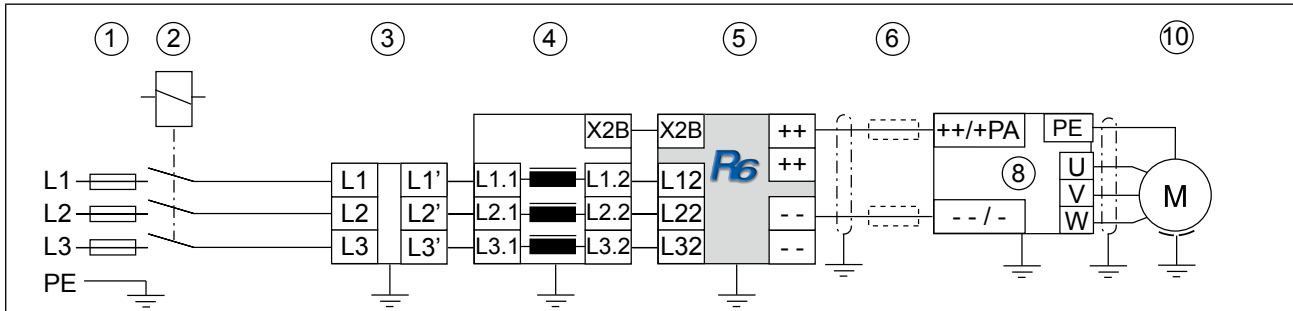 1 2 3 4 5 6 10
X2B X2B ++ ++/+PA PE
R6
++
L1 L1 L1' L1.1 L1.2 L12 8 U
L2 L2 L2' L2.1 L2.2 L22 - - - - / - V M
L3 L3 L3' L3.1 L3.2 L32 - - W
PE